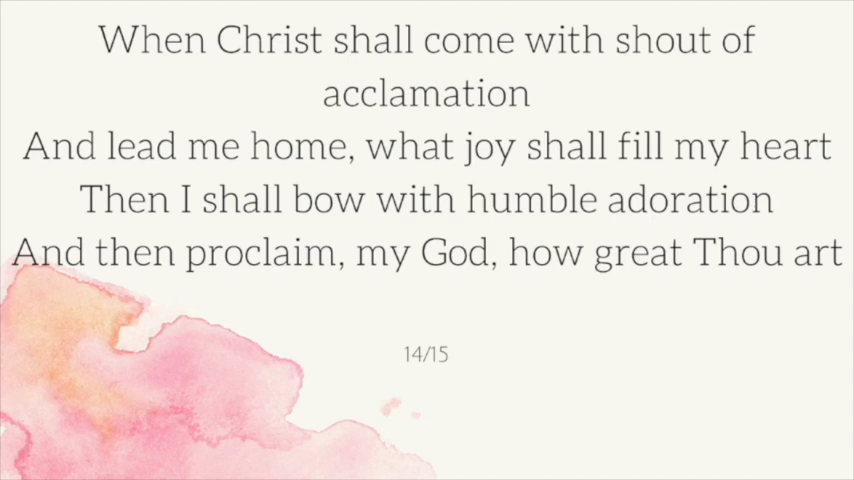 When Christ shall come with shout of
acclamation
And lead me home, what joy shall fill my heart
Then I shall bow with humble adoration
And then proclaim, my God, how great Thou art
14/15